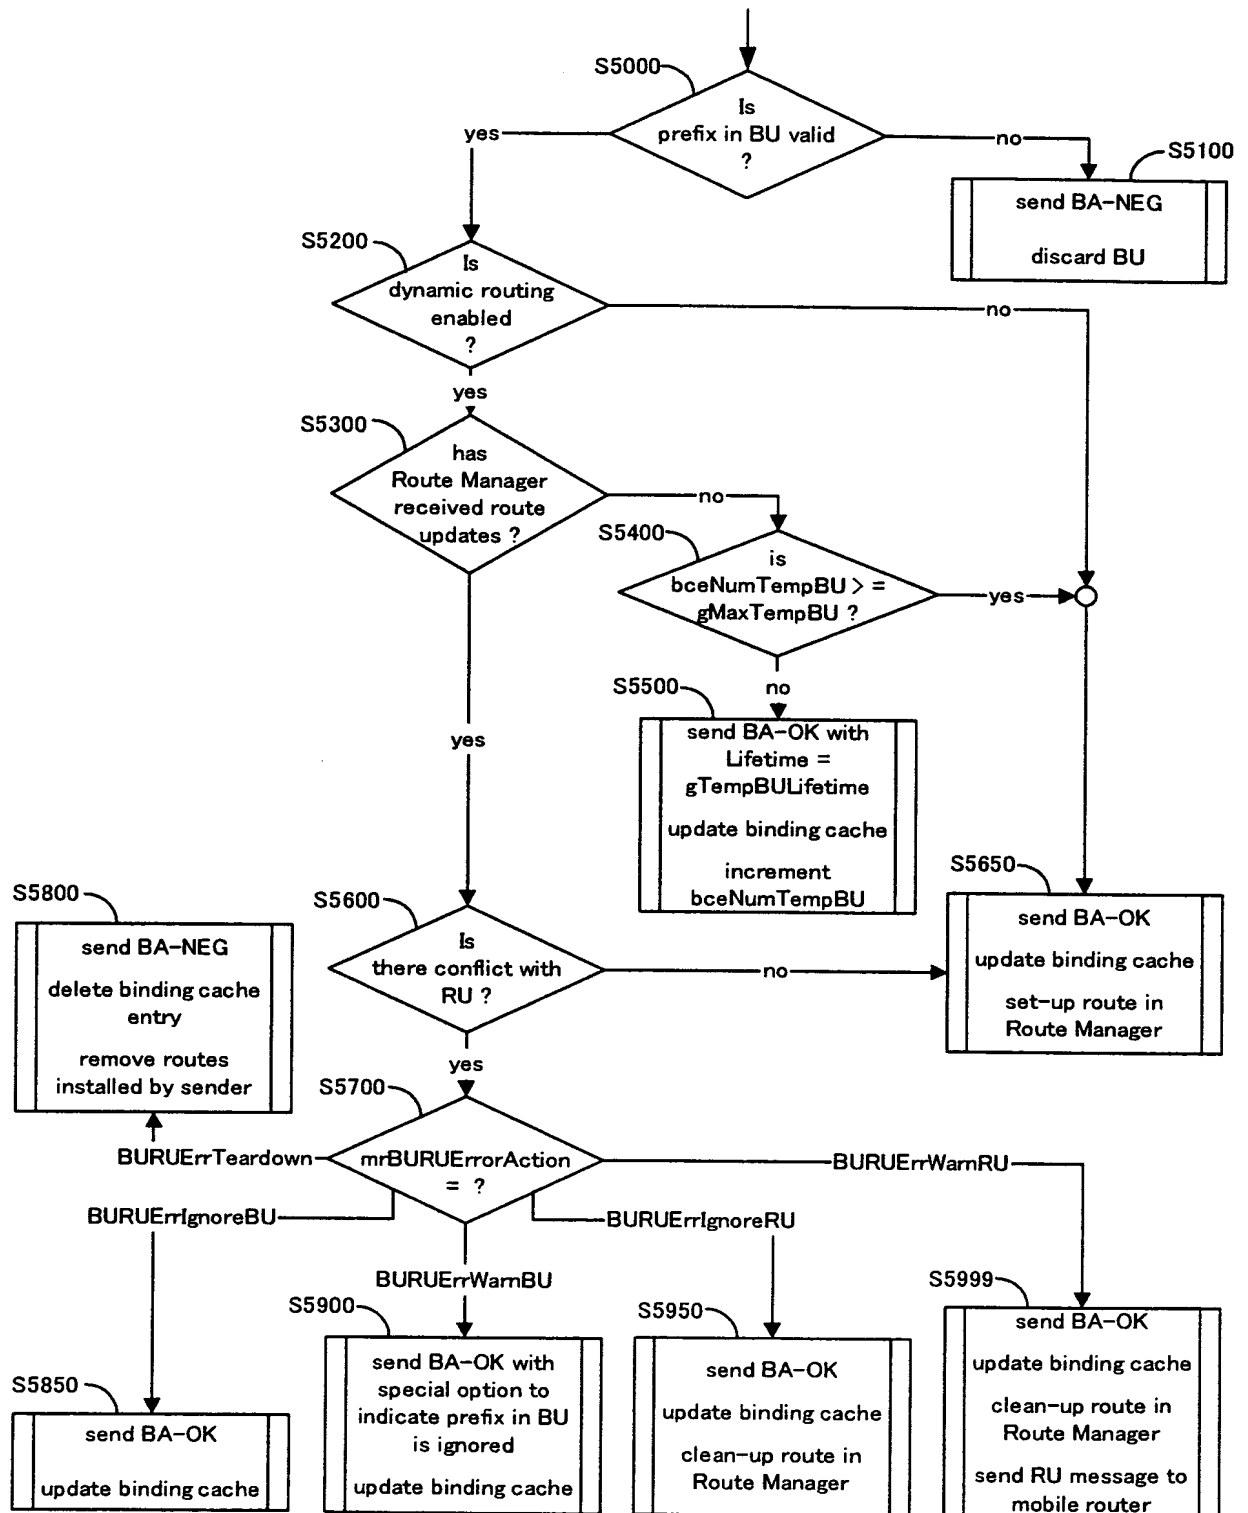 S5000
Is
prefix in BU valid
?
yes
no
S5100
send BA-NEG
discard BU
S5200
Is
dynamic routing
enabled
?
no
yes
S5300
has
Route Manager
received route
updates ?
no
S5400
is
bceNumTempBU > =
gMaxTempBU ?
yes
no
S5500
send BA-OK with
Lifetime =
gTempBULifetime
update binding cache
increment
bceNumTempBU
yes
S5650
send BA-OK
update binding cache
set-up route in
Route Manager
S5600
Is
there conflict with
RU ?
no
yes
S5800
send BA-NEG
delete binding cache
entry
remove routes
installed by sender
S5700
mrBURUErrorAction
= ?
BURUErrTeardown
BURUErrWarnRU
BURUErrIgnoreBU
BURUErrIgnoreRU
BURUErrWarnBU
S5850
send BA-OK
update binding cache
S5900
send BA-OK with
special option to
indicate prefix in BU
is ignored
update binding cache
S5950
send BA-OK
update binding cache
clean-up route in
Route Manager
S5999
send BA-OK
update binding cache
clean-up route in
Route Manager
send RU message to
mobile router